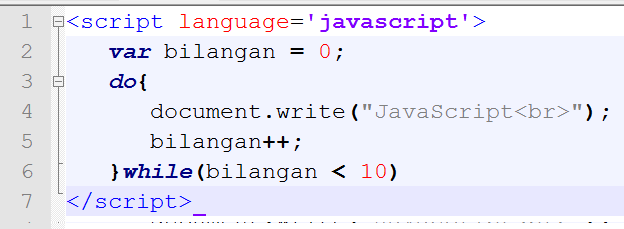 1 <script language='javascript'>
2 var bilangan = 0;
3 do{
4 document.write("JavaScript<br>");
5 bilangan++;
6 }while(bilangan < 10)
7 </script>_